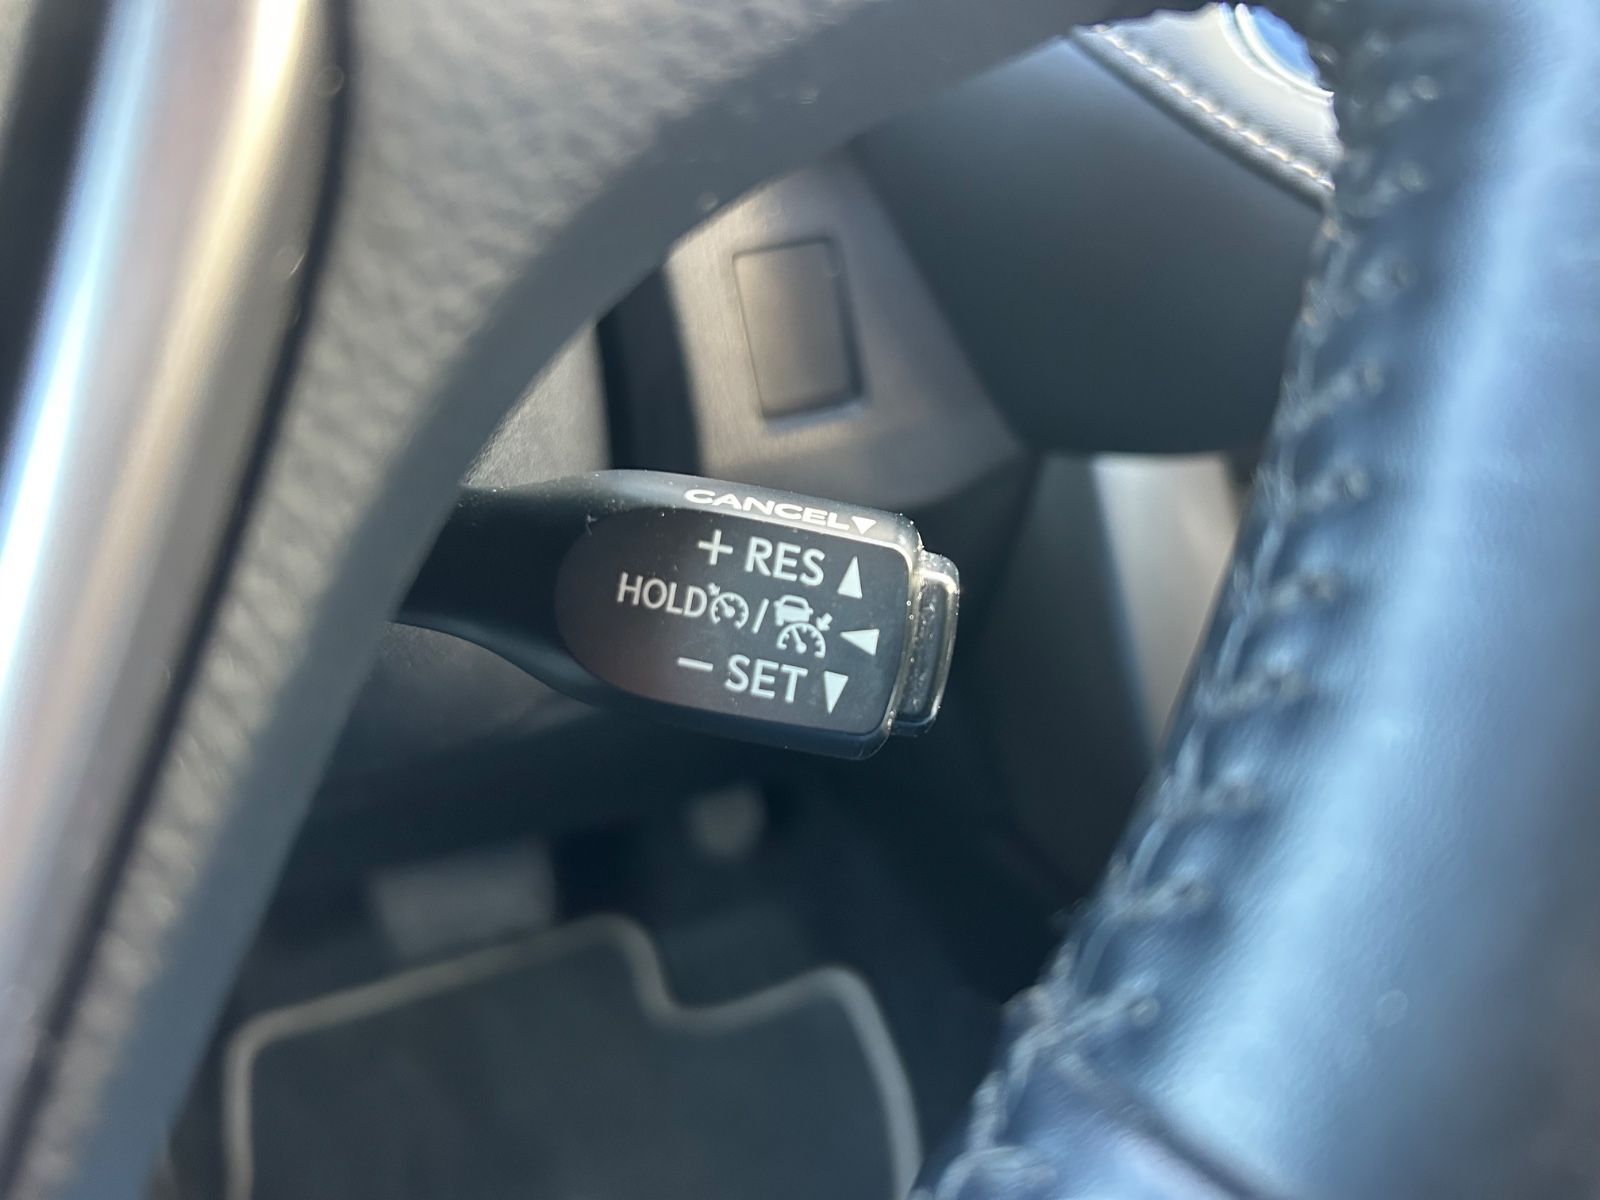 CANCEL▼
+ RES ▲
HOLD / ◀
− SET ▼